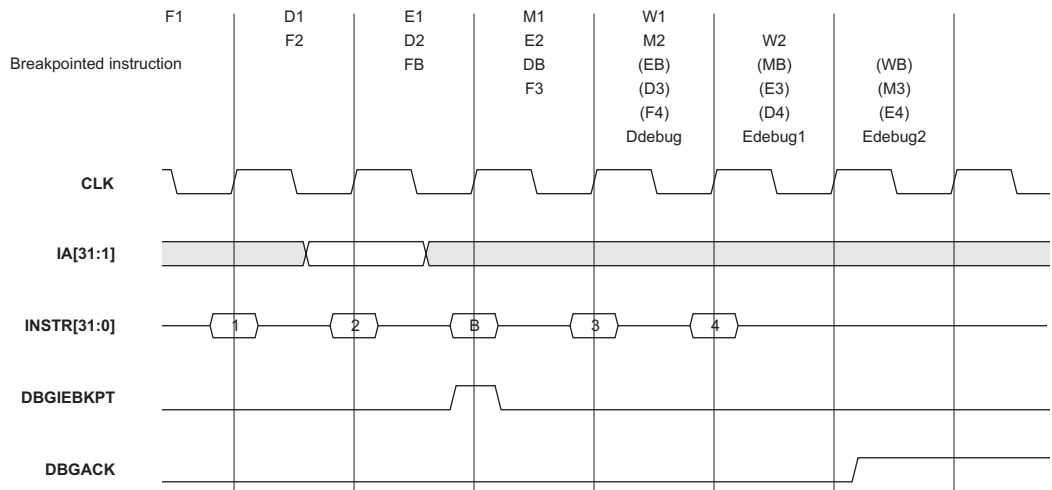 F1 D1 E1 M1 W1
F2 D2 E2 M2 W2
Breakpointed instruction FB DB (EB) (MB) (WB)
F3 (D3) (E3) (M3)
(F4) (D4) (E4)
Ddebug Edebug1 Edebug2
CLK
IA[31:1]
INSTR[31:0] 1 2 B 3 4
DBGIEBKPT
DBGACK